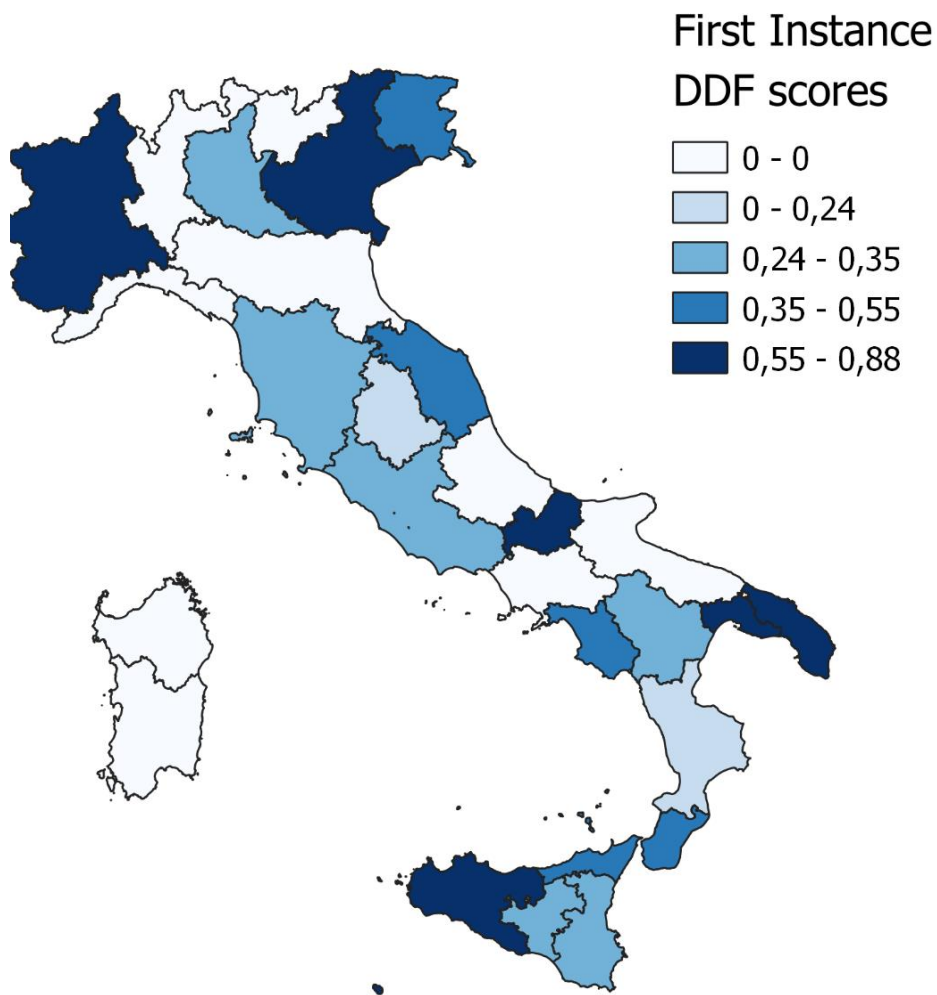 First Instance
DDF scores
0 - 0
0 - 0,24
0,24 - 0,35
0,35 - 0,55
0,55 - 0,88